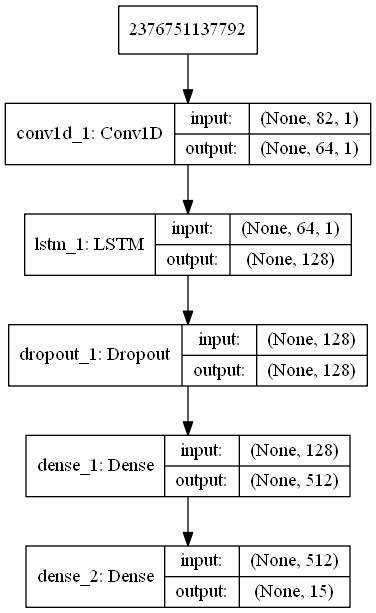 2376751137792
conv1d_1: Conv1D
input: (None, 82, 1)
output: (None, 64, 1)
lstm_1: LSTM
input: (None, 64, 1)
output: (None, 128)
dropout_1: Dropout
input: (None, 128)
output: (None, 128)
dense_1: Dense
input: (None, 128)
output: (None, 512)
dense_2: Dense
input: (None, 512)
output: (None, 15)